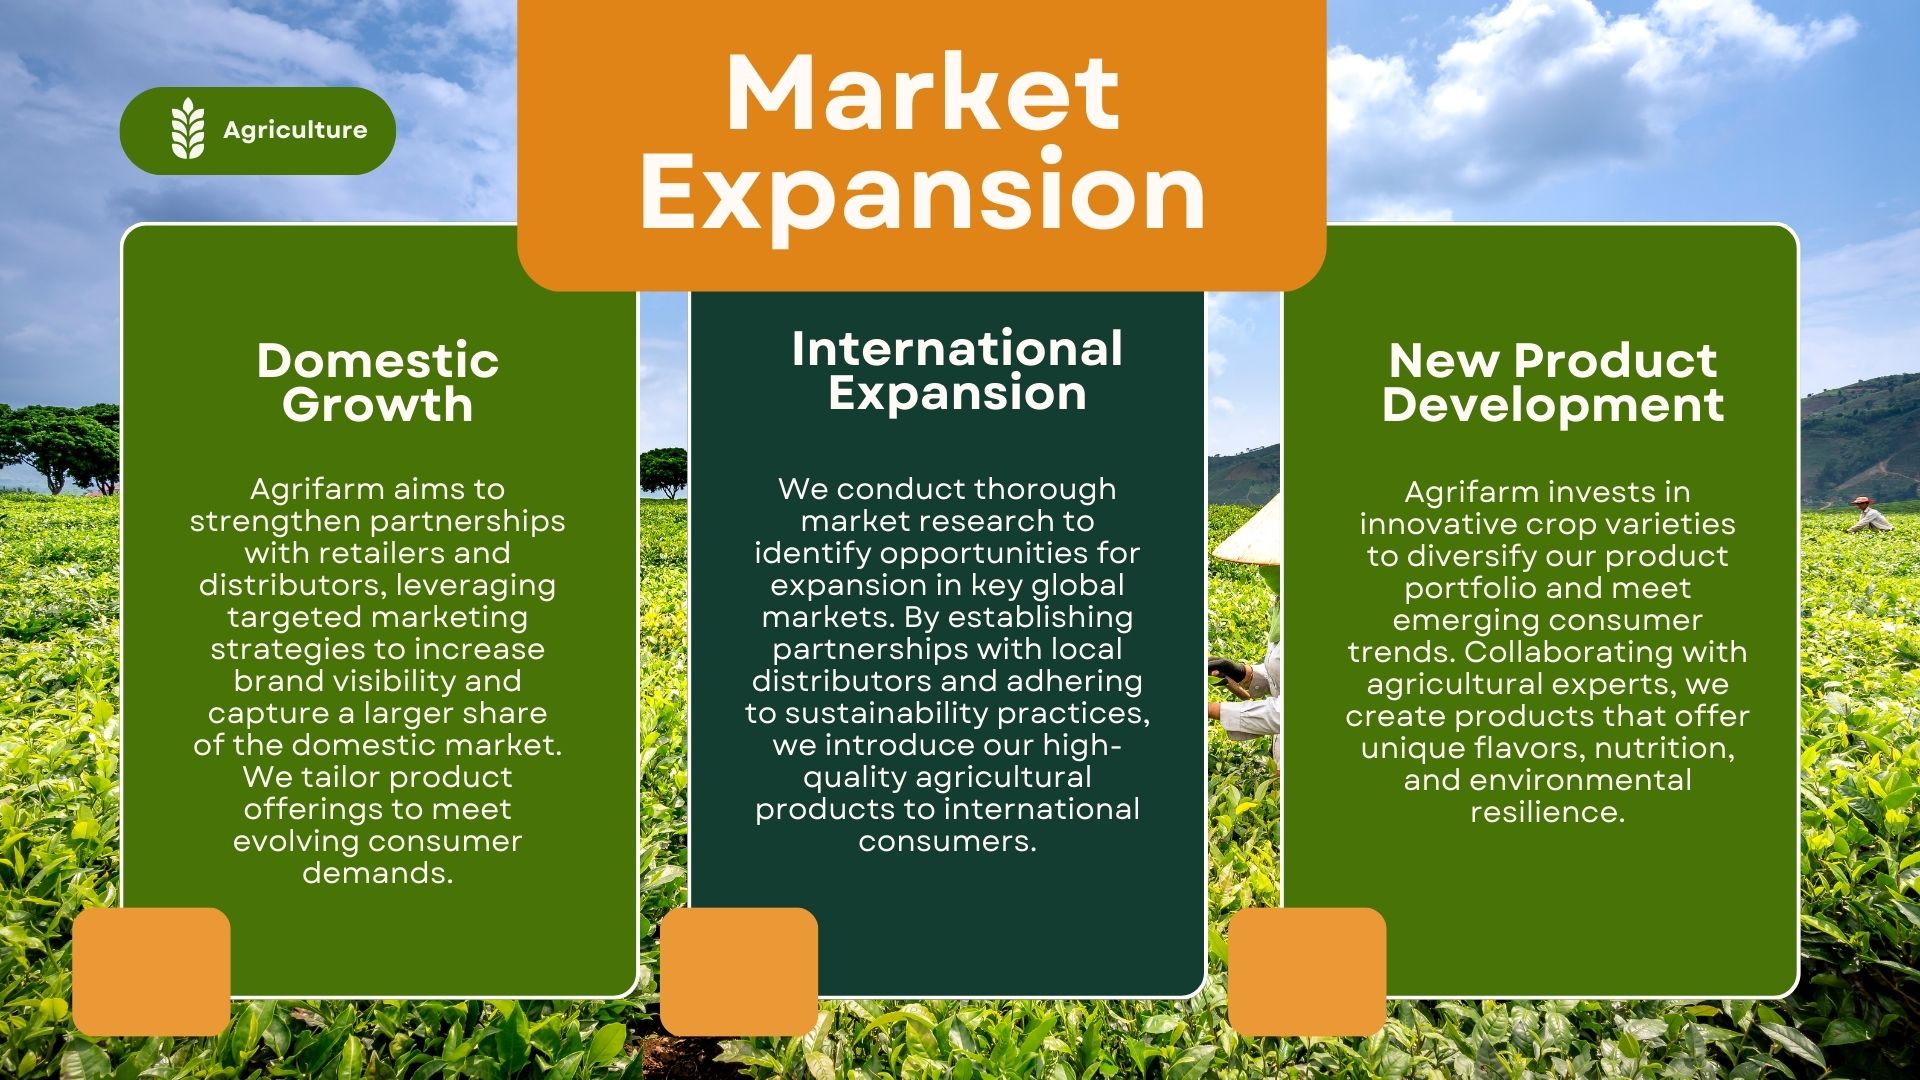 Agriculture
Market
Expansion
Domestic
Growth
Agrifarm aims to
strengthen partnerships
with retailers and
distributors, leveraging
targeted marketing
strategies to increase
brand visibility and
capture a larger share
of the domestic market.
We tailor product
offerings to meet
evolving consumer
demands.
International
Expansion
We conduct thorough
market research to
identify opportunities for
expansion in key global
markets. By establishing
partnerships with local
distributors and adhering
to sustainability practices,
we introduce our high-
quality agricultural
products to international
consumers.
New Product
Development
Agrifarm invests in
innovative crop varieties
to diversify our product
portfolio and meet
emerging consumer
trends. Collaborating with
agricultural experts, we
create products that offer
unique flavors, nutrition,
and environmental
resilience.